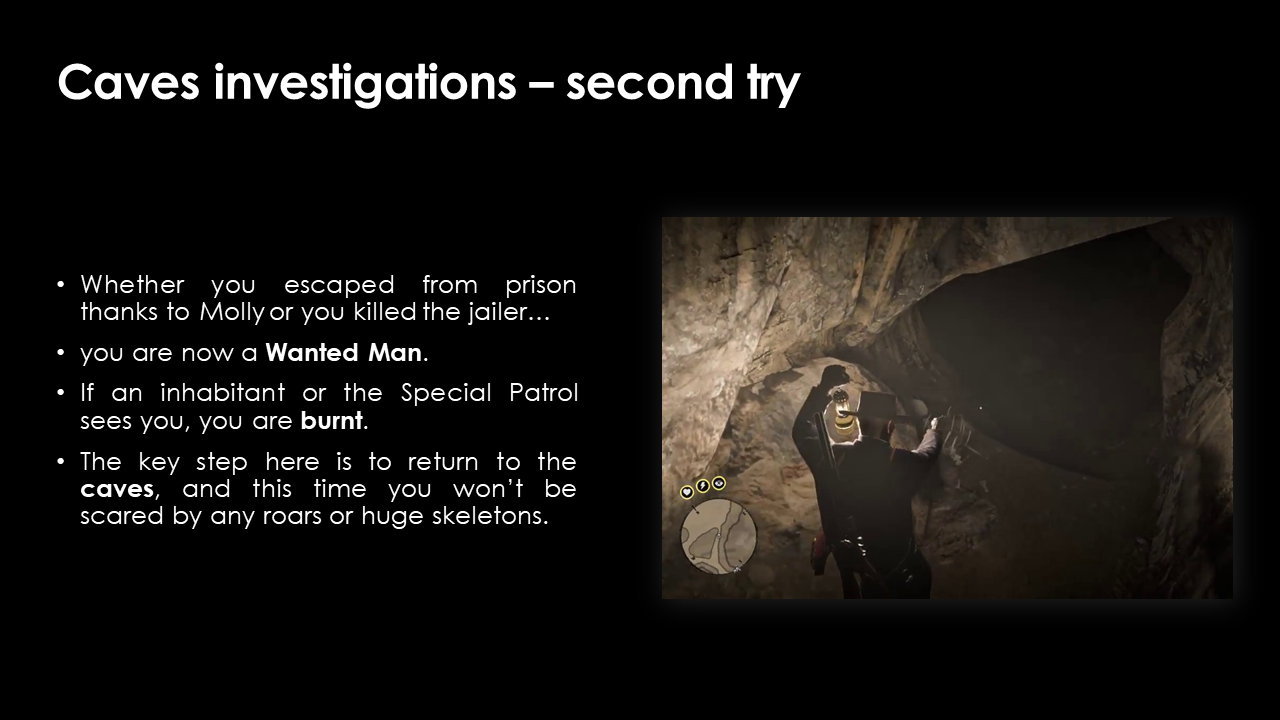 Caves investigations – second try
• Whether you escaped from prison
thanks to Molly or you killed the jailer…
• you are now a Wanted Man.
• If an inhabitant or the Special Patrol
sees you, you are burnt.
• The key step here is to return to the
caves, and this time you won’t be
scared by any roars or huge skeletons.